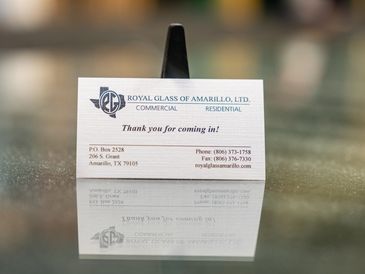 ROYAL GLASS OF AMARILLO, LTD.
COMMERCIAL RESIDENTIAL
Thank you for coming in!
P.O. Box 2528
206 S. Grant
Amarillo, TX 79105
Phone: (806) 373-1758
Fax: (806) 376-7330
royalglassamarillo.com